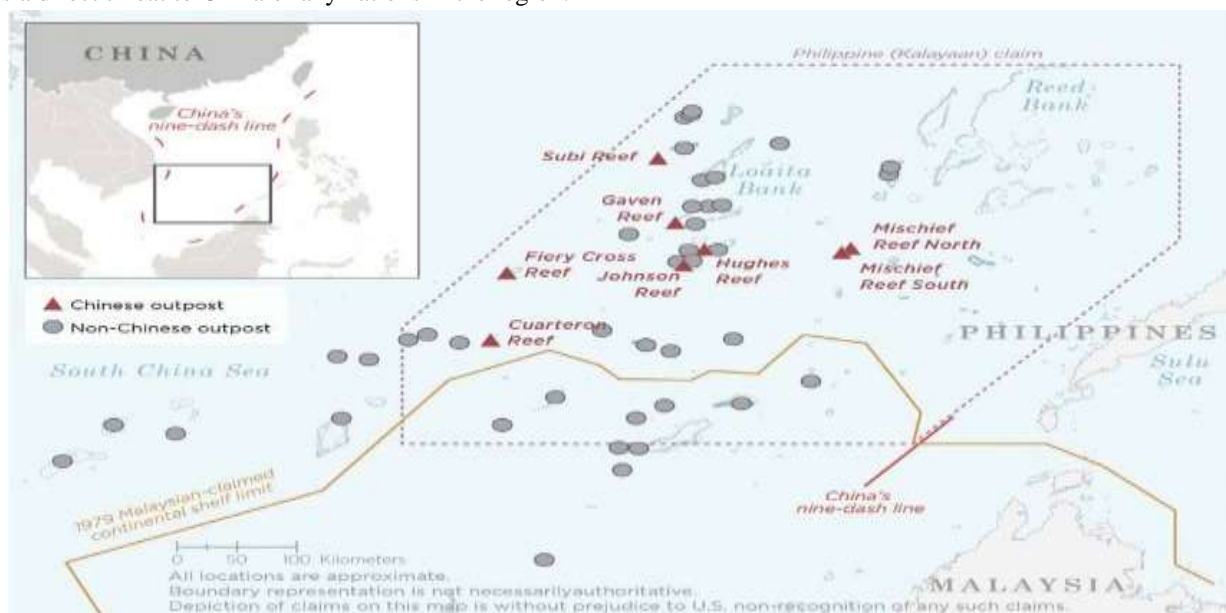 CHINA
China's
nine-dash line
Chinese outpost
Non-Chinese outpost
Philippine (Kalayaan) claim
Reed
Bank
Subi Reef
Loaita
Bank
Gaven
Reef
Mischief
Reef North
Mischief
Reef South
Fiery Cross
Reef
Johnson
Reef
Hughes
Reef
Cuarteron
Reef
PHILIPPINES
Sulu
Sea
South China Sea
1979 Malaysian-claimed
continental shelf limit
China's
nine-dash line
0 50 100 Kilometers
All locations are approximate.
Boundary representation is not necessarilyauthoritative.
Depiction of claims on this map is without prejudice to U.S. non-recognition of any such claims.
MALAYSIA